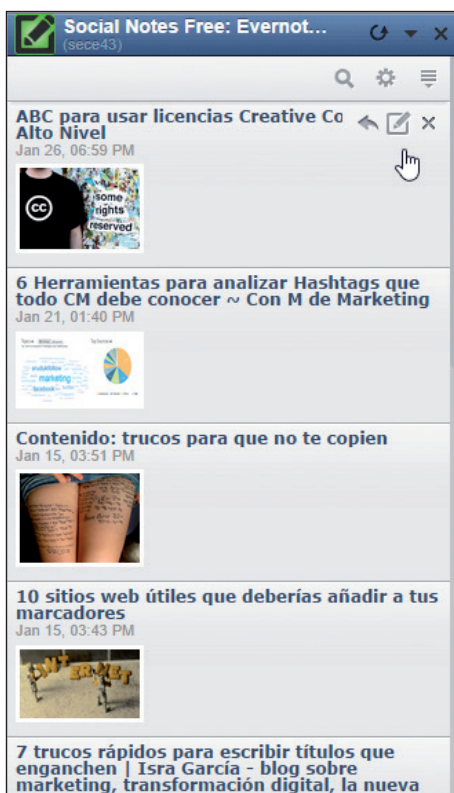 Social Notes Free: Evernot...
(sece43)
ABC para usar licencias Creative Co
Alto Nivel
Jan 26, 06:59 PM
cc
some
rights
reserved
6 Herramientas para analizar Hashtags que
todo CM debe conocer ~ Con M de Marketing
Jan 21, 01:40 PM
marketing
facebook
Contenido: trucos para que no te copien
Jan 15, 03:51 PM
10 sitios web útiles que deberías añadir a tus
marcadores
Jan 15, 03:43 PM
INTERNET
7 trucos rápidos para escribir títulos que
enganchen | Isra García - blog sobre
marketing, transformación digital, la nueva